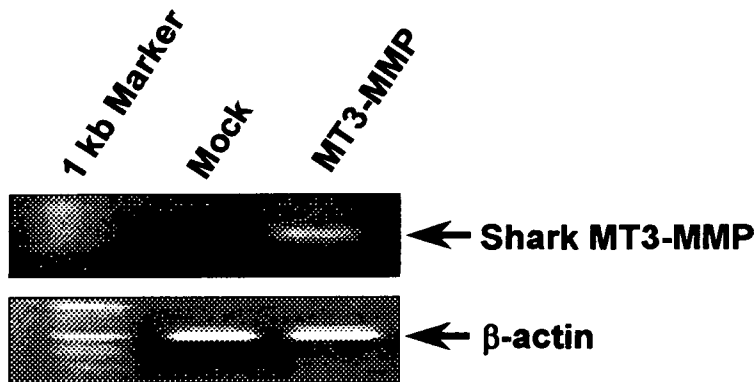 1 kb Marker
Mock
MT3-MMP
Shark MT3-MMP
β-actin